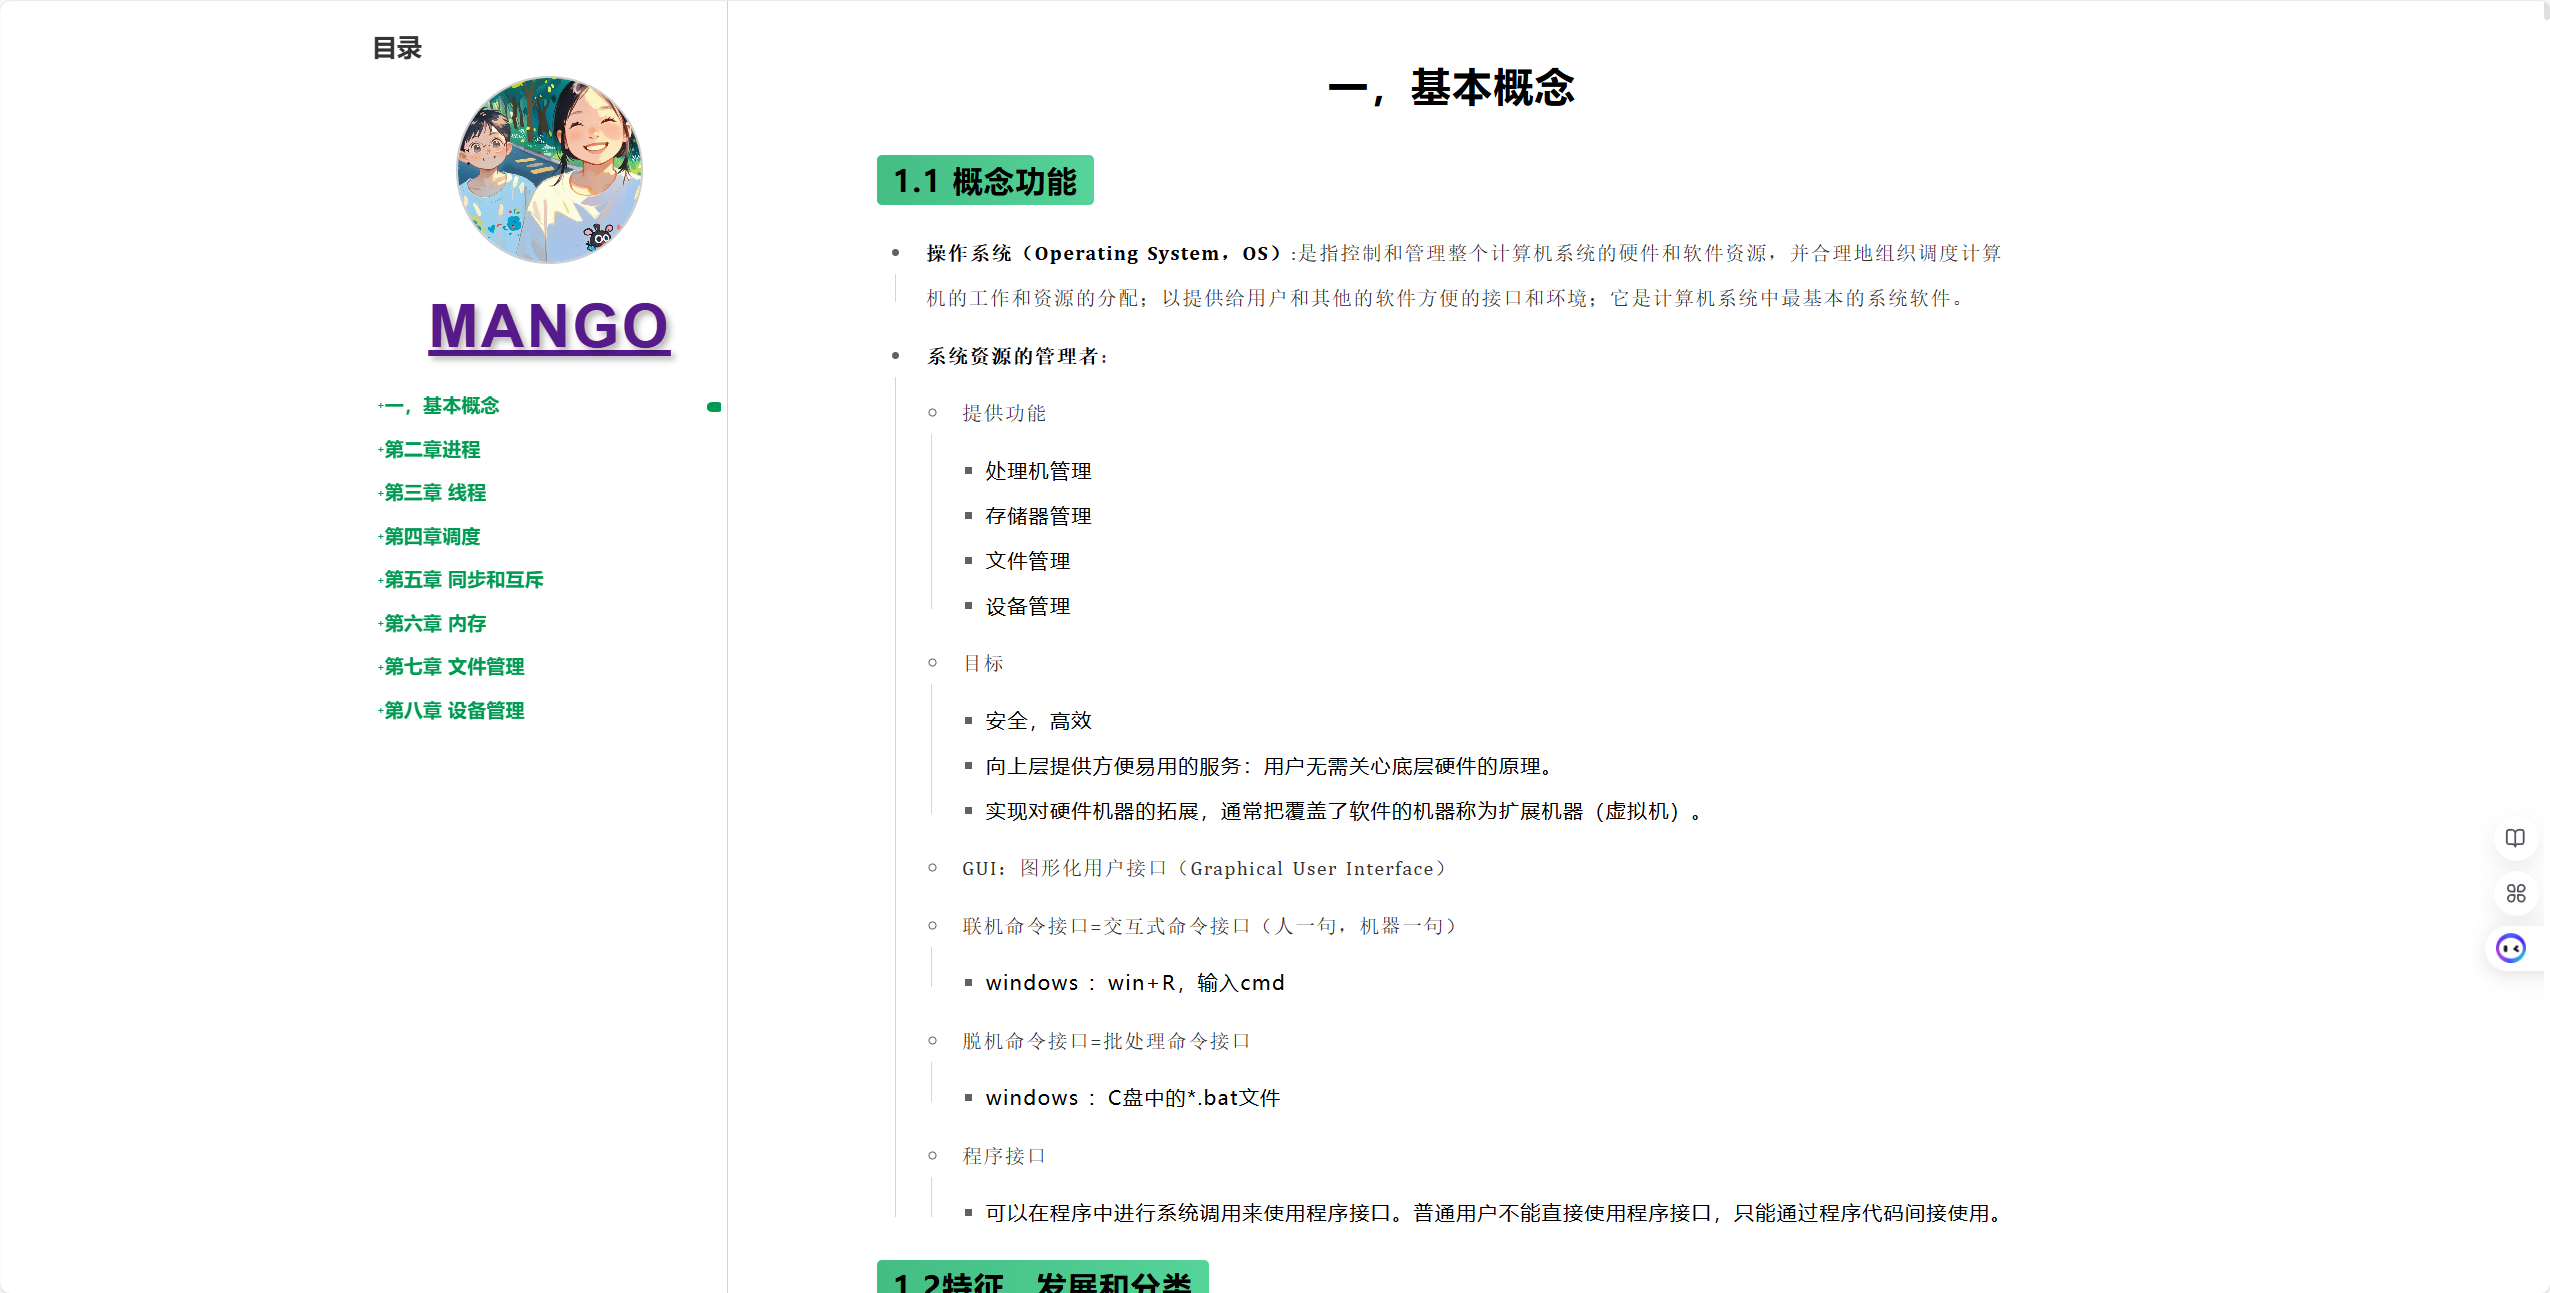 目录
MANGO
+一，基本概念
+第二章进程
+第三章 线程
+第四章调度
+第五章 同步和互斥
+第六章 内存
+第七章 文件管理
+第八章 设备管理
一，基本概念
1.1 概念功能
操作系统（Operating System，OS）:是指控制和管理整个计算机系统的硬件和软件资源，并合理地组织调度计算
机的工作和资源的分配；以提供给用户和其他的软件方便的接口和环境；它是计算机系统中最基本的系统软件。
系统资源的管理者：
提供功能
处理机管理
存储器管理
文件管理
设备管理
目标
安全，高效
向上层提供方便易用的服务：用户无需关心底层硬件的原理。
实现对硬件机器的拓展，通常把覆盖了软件的机器称为扩展机器（虚拟机）。
GUI：图形化用户接口（Graphical User Interface）
联机命令接口=交互式命令接口（人一句，机器一句）
windows ：win+R，输入cmd
脱机命令接口=批处理命令接口
windows ：C盘中的*.bat文件
程序接口
可以在程序中进行系统调用来使用程序接口。普通用户不能直接使用程序接口，只能通过程序代码间接使用。
1.2特征、发展和分类